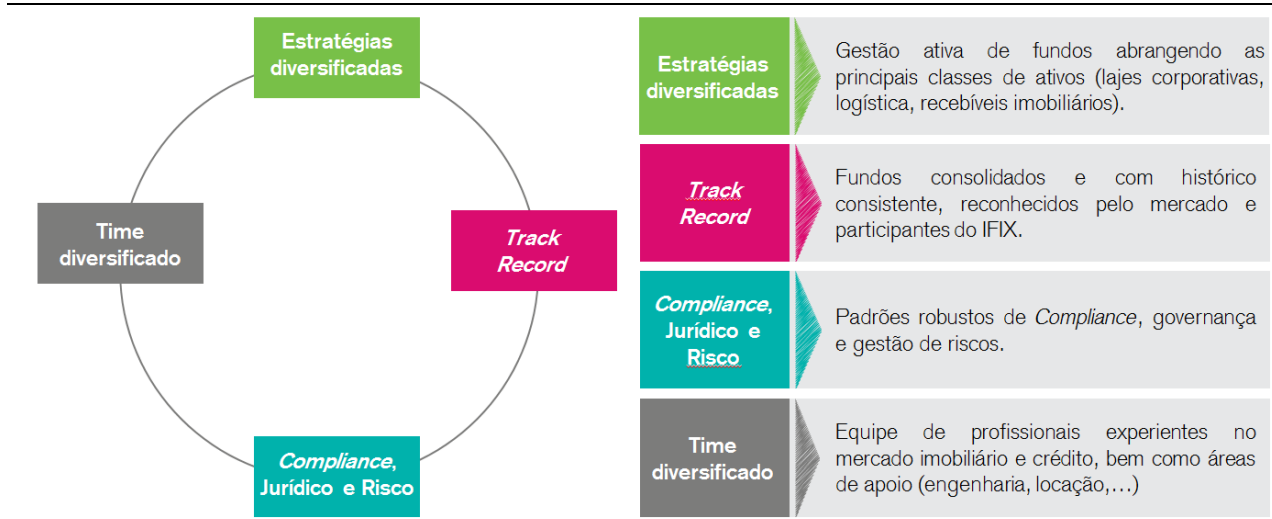 Estratégias
diversificadas
Time
diversificado
Track
Record
Compliance,
Jurídico e Risco
Estratégias
diversificadas
Gestão ativa de fundos abrangendo as
principais classes de ativos (lajes corporativas,
logística, recebíveis imobiliários).
Track
Record
Fundos consolidados e com histórico
consistente, reconhecidos pelo mercado e
participantes do IFIX.
Compliance,
Jurídico e
Risco
Padrões robustos de Compliance, governança
e gestão de riscos.
Time
diversificado
Equipe de profissionais experientes no
mercado imobiliário e crédito, bem como áreas
de apoio (engenharia, locação,...)